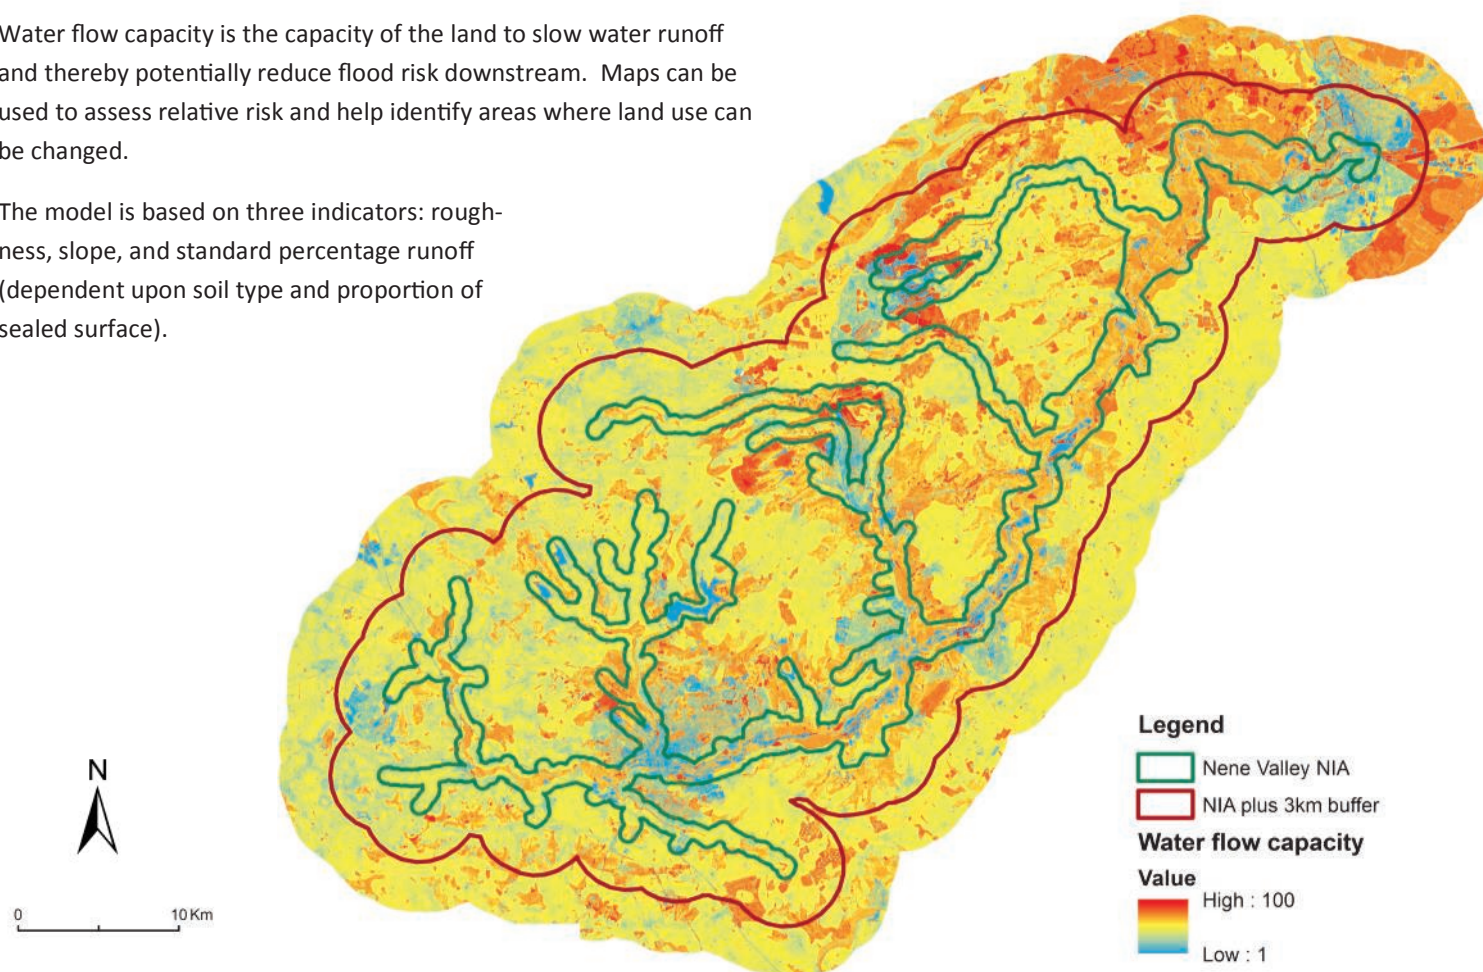 Water flow capacity is the capacity of the land to slow water runoff
and thereby potentially reduce flood risk downstream.  Maps can be
used to assess relative risk and help identify areas where land use can
be changed.
The model is based on three indicators: rough-
ness, slope, and standard percentage runoff
(dependent upon soil type and proportion of
sealed surface).
N
0 10 Km
Legend
Nene Valley NIA
NIA plus 3km buffer
Water flow capacity
Value
High : 100
Low : 1